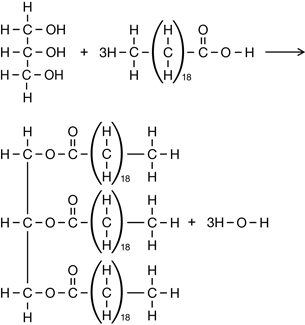 H
H–C–OH
H O H H
H–C–OH + 3H–C–(C)–C–O–H
H–C–OH H H 18
H
H O H H
H–C–O–C–(C)–C–H
H 18 H
O H H
H–C–O–C–(C)–C–H + 3H–O–H
H 18 H
O H H
H–C–O–C–(C)–C–H
H H 18 H